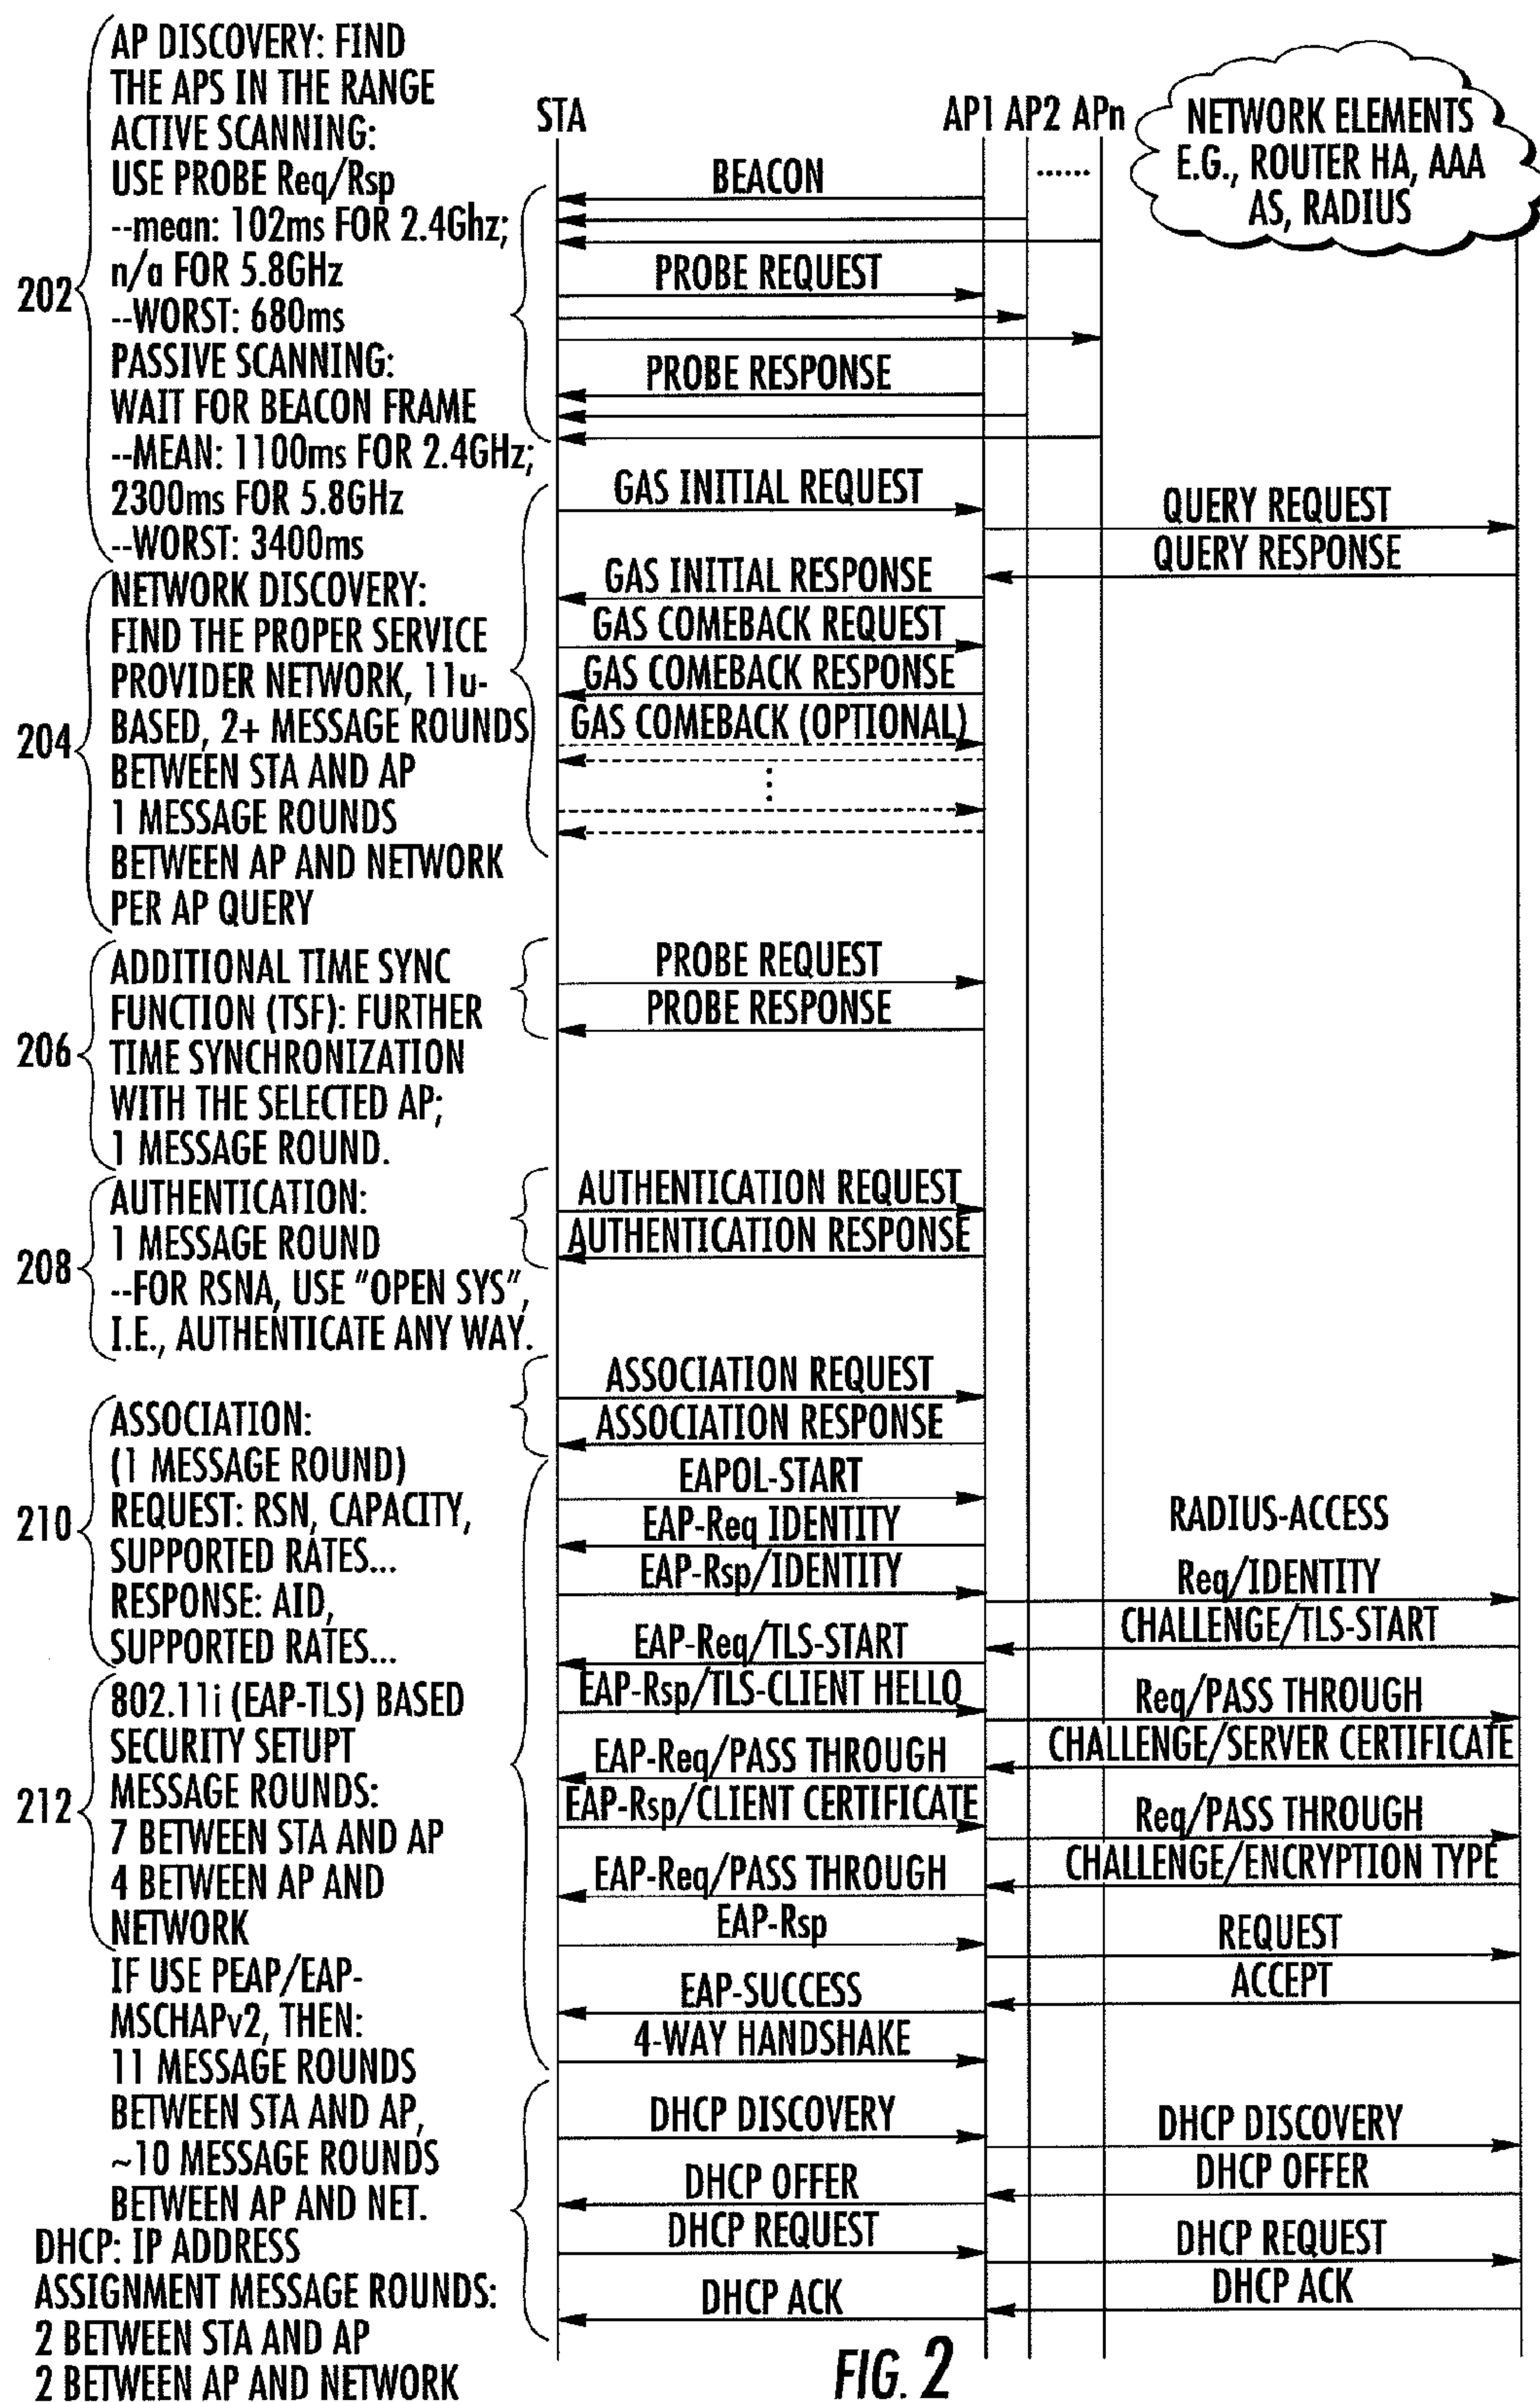 AP DISCOVERY: FIND
THE APS IN THE RANGE
ACTIVE SCANNING:
USE PROBE Req/Rsp
--mean: 102ms FOR 2.4Ghz;
n/a FOR 5.8GHz
--WORST: 680ms
PASSIVE SCANNING:
WAIT FOR BEACON FRAME
--MEAN: 1100ms FOR 2.4GHz;
2300ms FOR 5.8GHz
--WORST: 3400ms
202
NETWORK DISCOVERY:
FIND THE PROPER SERVICE
PROVIDER NETWORK, 11u-
BASED, 2+ MESSAGE ROUNDS
BETWEEN STA AND AP
1 MESSAGE ROUNDS
BETWEEN AP AND NETWORK
PER AP QUERY
204
ADDITIONAL TIME SYNC
FUNCTION (TSF): FURTHER
TIME SYNCHRONIZATION
WITH THE SELECTED AP;
1 MESSAGE ROUND.
206
AUTHENTICATION:
1 MESSAGE ROUND
--FOR RSNA, USE "OPEN SYS",
I.E., AUTHENTICATE ANY WAY.
208
ASSOCIATION:
(1 MESSAGE ROUND)
REQUEST: RSN, CAPACITY,
SUPPORTED RATES...
RESPONSE: AID,
SUPPORTED RATES...
210
802.11i (EAP-TLS) BASED
SECURITY SETUPT
MESSAGE ROUNDS:
7 BETWEEN STA AND AP
4 BETWEEN AP AND
NETWORK
212
IF USE PEAP/EAP-
MSCHAPv2, THEN:
11 MESSAGE ROUNDS
BETWEEN STA AND AP,
~10 MESSAGE ROUNDS
BETWEEN AP AND NET.
DHCP: IP ADDRESS
ASSIGNMENT MESSAGE ROUNDS:
2 BETWEEN STA AND AP
2 BETWEEN AP AND NETWORK
STA
AP1 AP2 APn
......
NETWORK ELEMENTS
E.G., ROUTER HA, AAA
AS, RADIUS
BEACON
PROBE REQUEST
PROBE RESPONSE
GAS INITIAL REQUEST
QUERY REQUEST
QUERY RESPONSE
GAS INITIAL RESPONSE
GAS COMEBACK REQUEST
GAS COMEBACK RESPONSE
GAS COMEBACK (OPTIONAL)
PROBE REQUEST
PROBE RESPONSE
AUTHENTICATION REQUEST
AUTHENTICATION RESPONSE
ASSOCIATION REQUEST
ASSOCIATION RESPONSE
EAPOL-START
EAP-Req IDENTITY
RADIUS-ACCESS
EAP-Rsp/IDENTITY
Req/IDENTITY
CHALLENGE/TLS-START
EAP-Req/TLS-START
EAP-Rsp/TLS-CLIENT HELLO
Req/PASS THROUGH
CHALLENGE/SERVER CERTIFICATE
EAP-Req/PASS THROUGH
EAP-Rsp/CLIENT CERTIFICATE
Req/PASS THROUGH
CHALLENGE/ENCRYPTION TYPE
EAP-Req/PASS THROUGH
EAP-Rsp
REQUEST
ACCEPT
EAP-SUCCESS
4-WAY HANDSHAKE
DHCP DISCOVERY
DHCP DISCOVERY
DHCP OFFER
DHCP OFFER
DHCP REQUEST
DHCP REQUEST
DHCP ACK
DHCP ACK
FIG. 2